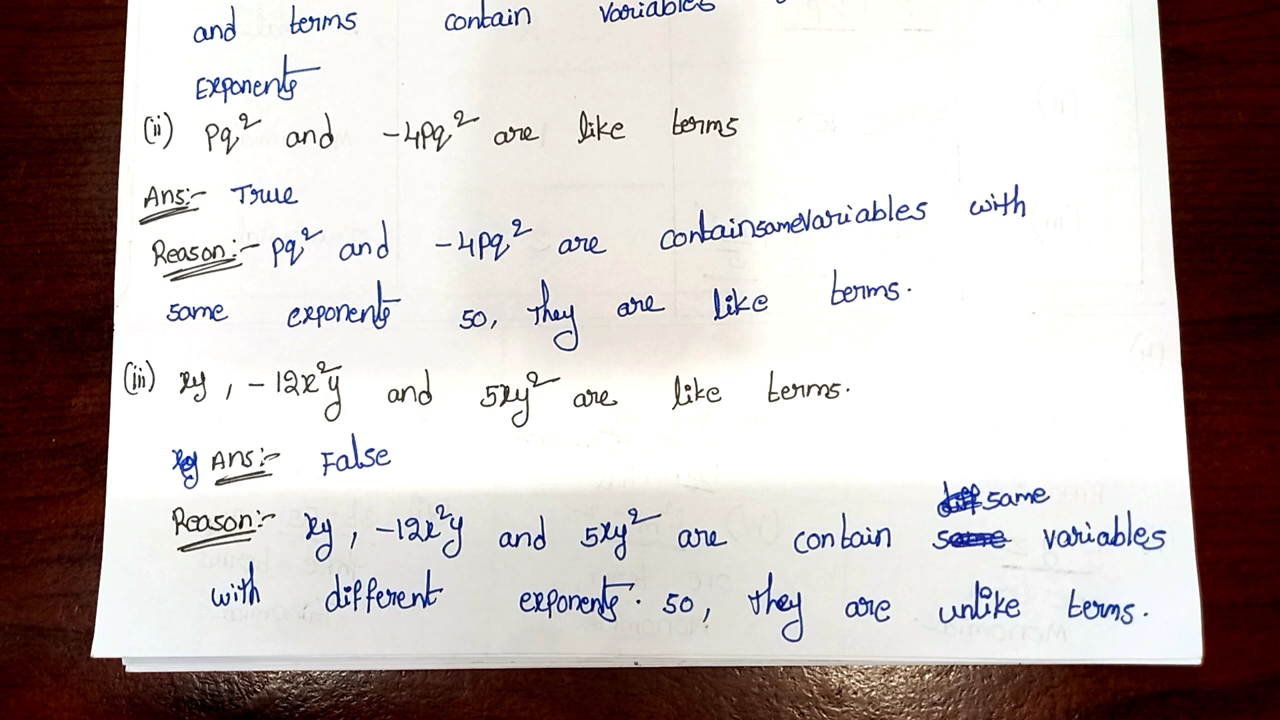 and terms contain variables
Exponents
(ii) pq² and -4pq² are like terms
Ans:- True
Reason:- pq² and -4pq² are containsamevariables with
same exponents so, they are like terms.
(iii) xy, -12x²y and 5xy² are like terms.
Ans:- False
same
Reason:- xy, -12x²y and 5xy² are contain variables
with different exponents. so, they are unlike terms.